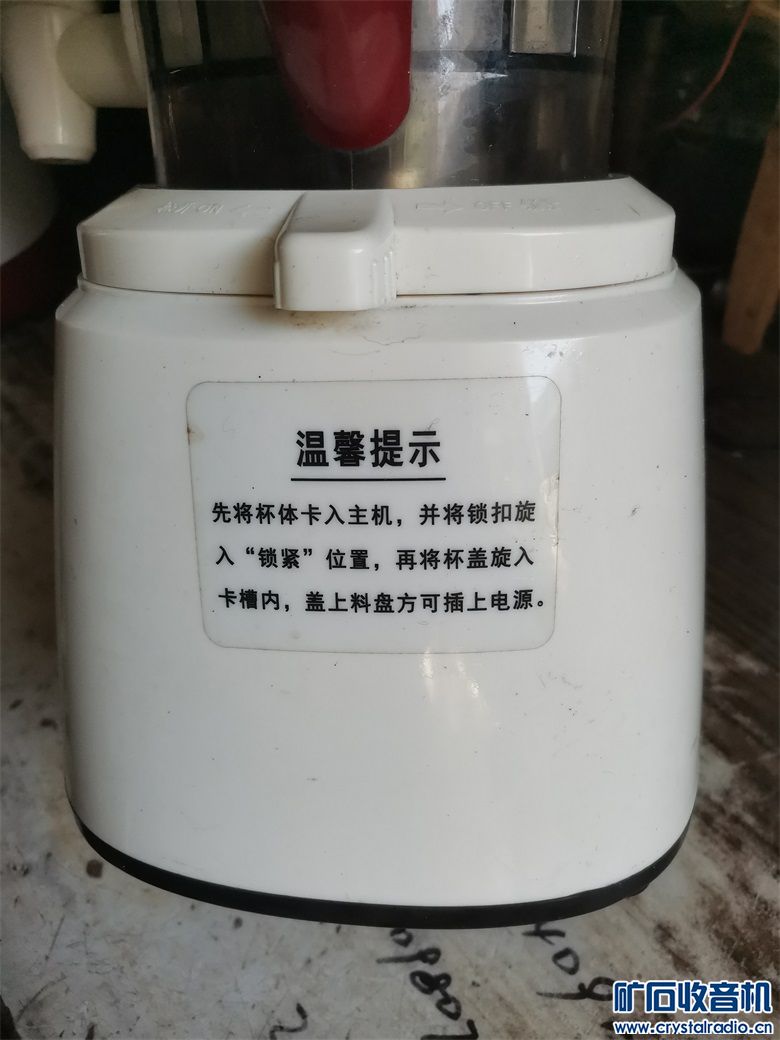 OFF
温馨提示
先将杯体卡入主机，并将锁扣旋
入“锁紧”位置，再将杯盖旋入
卡槽内，盖上料盘方可插上电源。
矿石收音机
www.crystalradio.cn